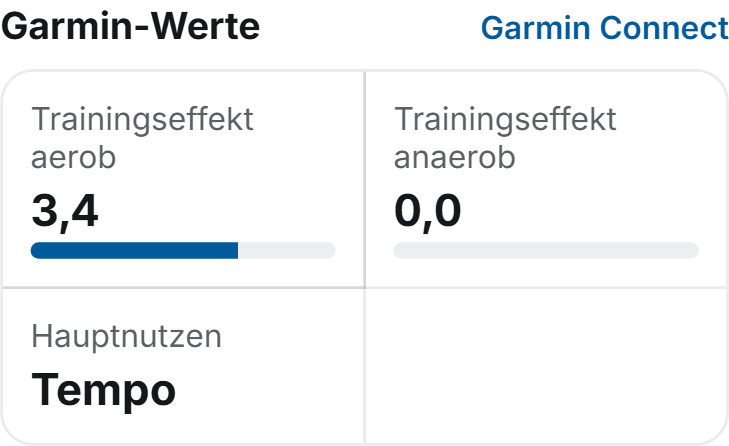 Garmin-Werte
Garmin Connect
Trainingseffekt
aerob
3,4
Trainingseffekt
anaerob
0,0
Hauptnutzen
Tempo